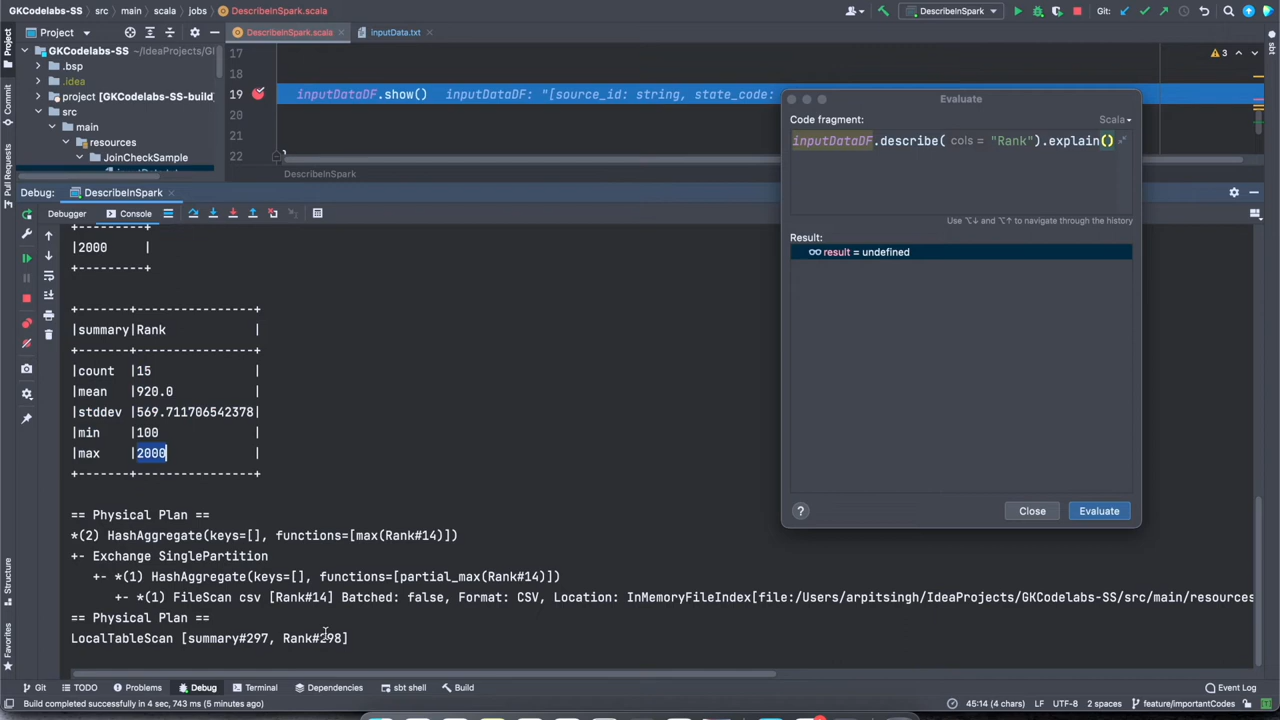 GKCodelabs-SS > src > main > scala > jobs > DescribeInSpark.scala
DescribeInSpark
Git:
Project
DescribeInSpark.scala
inputData.txt
GKCodelabs-SS
.bsp
.idea
project [GKCodelabs-SS-build]
src
main
resources
JoinCheckSample
17
18
19
20
21
22
3
inputDataDF.show() inputDataDF: "[source_id: string, state_code:
DescribeInSpark
Evaluate
Code fragment:
Scala
inputDataDF.describe( cols = "Rank").explain()
Use ⌥↓ and ⌥↑ to navigate through the history
Result:
result = undefined
? Close Evaluate
Debug: DescribeInSpark
Debugger Console
+--------+
|2000 |
+--------+
+-------+----------------+
|summary|Rank |
+-------+----------------+
|count |15 |
|mean |920.0 |
|stddev |569.711706542378|
|min |100 |
|max |2000 |
+-------+----------------+
== Physical Plan ==
*(2) HashAggregate(keys=[], functions=[max(Rank#14)])
+- Exchange SinglePartition
+- *(1) HashAggregate(keys=[], functions=[partial_max(Rank#14)])
+- *(1) FileScan csv [Rank#14] Batched: false, Format: CSV, Location: InMemoryFileIndex[file:/Users/arpitsingh/IdeaProjects/GKCodelabs-SS/src/main/resources
== Physical Plan ==
LocalTableScan [summary#297, Rank#298]
Project
Commit
Pull Requests
Structure
Favorites
sbt
Git TODO Problems Debug Terminal Dependencies sbt shell Build Event Log
Build completed successfully in 4 sec, 743 ms (5 minutes ago)
45:14 (4 chars) LF UTF-8 2 spaces feature/importantCodes